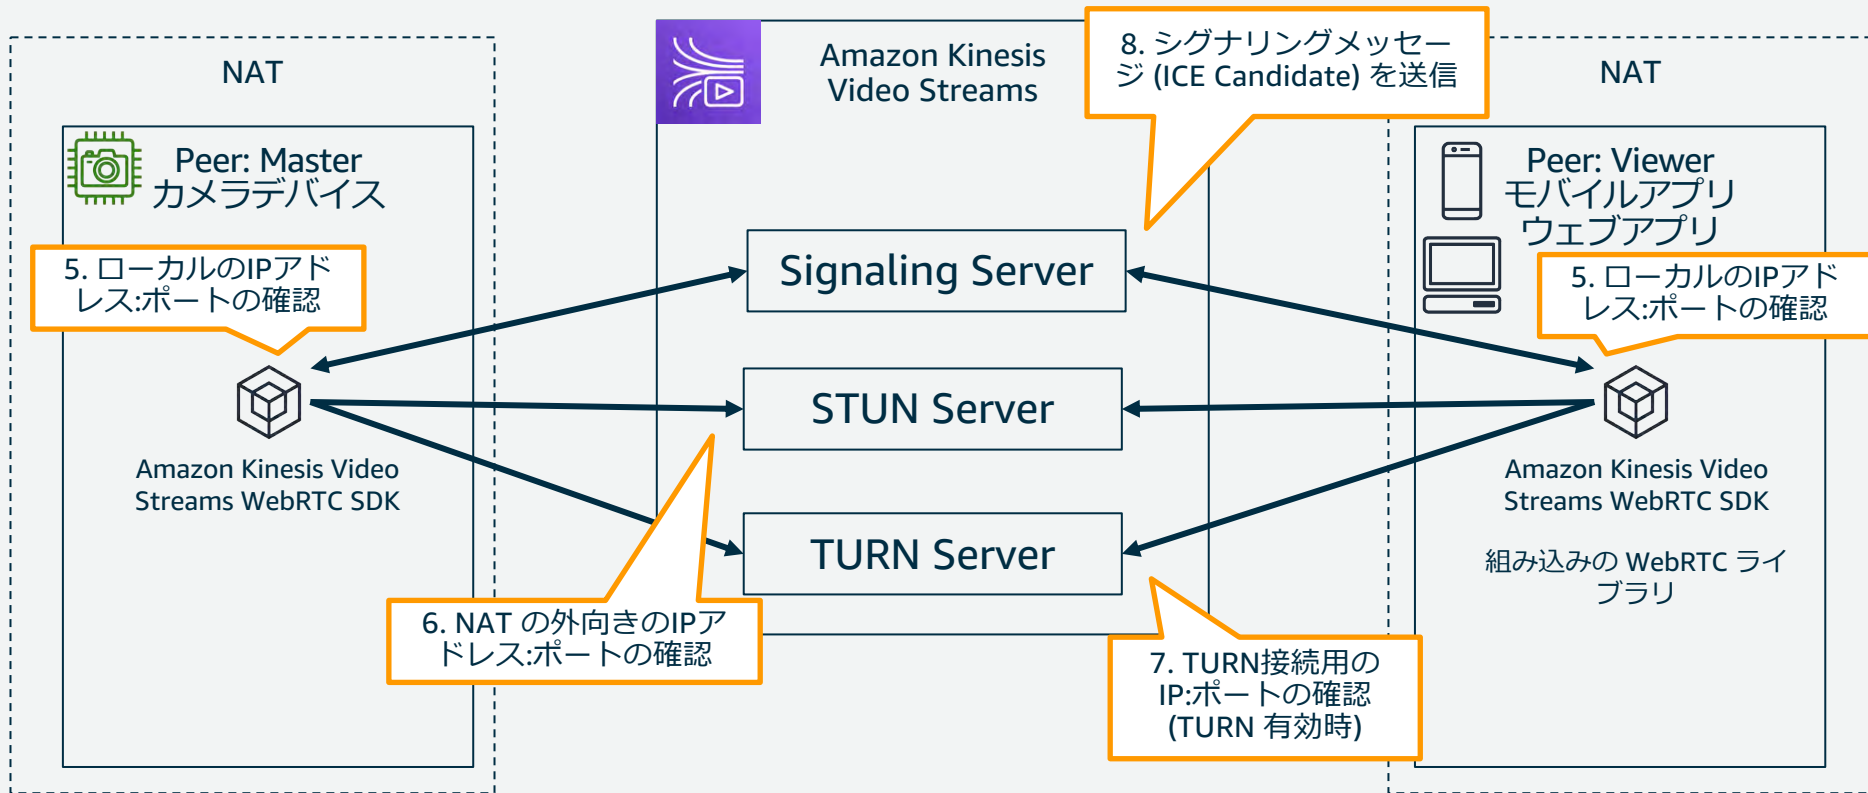 NAT
Peer: Master
カメラデバイス
5. ローカルのIPアド
レス:ポートの確認
Amazon Kinesis Video
Streams WebRTC SDK
Amazon Kinesis
Video Streams
8. シグナリングメッセー
ジ (ICE Candidate) を送信
Signaling Server
STUN Server
TURN Server
6. NAT の外向きのIPア
ドレス:ポートの確認
7. TURN接続用の
IP:ポートの確認
(TURN 有効時)
NAT
Peer: Viewer
モバイルアプリ
ウェブアプリ
5. ローカルのIPアド
レス:ポートの確認
Amazon Kinesis Video
Streams WebRTC SDK
組み込みの WebRTC ライ
ブラリ